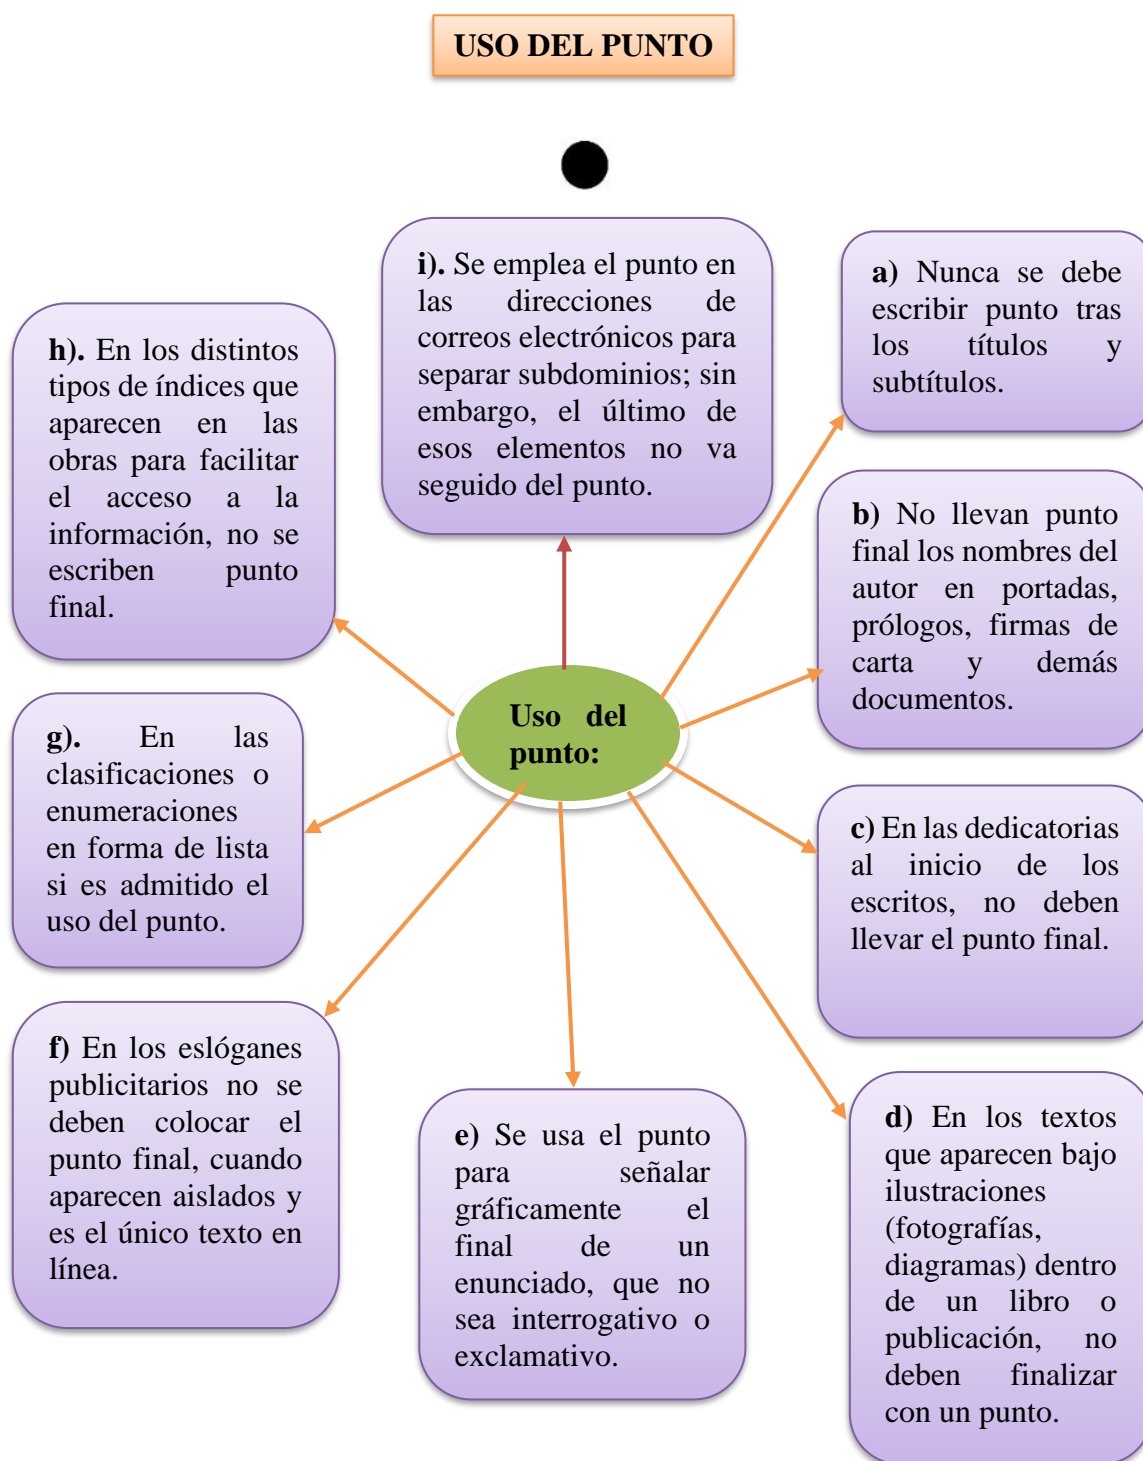 USO DEL PUNTO
i). Se emplea el punto en
las direcciones de
correos electrónicos para
separar subdominios; sin
embargo, el último de
esos elementos no va
seguido del punto.
a) Nunca se debe
escribir punto tras
los títulos y
subtítulos.
h). En los distintos
tipos de índices que
aparecen en las
obras para facilitar
el acceso a la
información, no se
escriben punto
final.
b) No llevan punto
final los nombres del
autor en portadas,
prólogos, firmas de
carta y demás
documentos.
Uso del
punto:
g). En las
clasificaciones o
enumeraciones
en forma de lista
si es admitido el
uso del punto.
c) En las dedicatorias
al inicio de los
escritos, no deben
llevar el punto final.
f) En los eslóganes
publicitarios no se
deben colocar el
punto final, cuando
aparecen aislados y
es el único texto en
línea.
e) Se usa el punto
para señalar
gráficamente el
final de un
enunciado, que no
sea interrogativo o
exclamativo.
d) En los textos
que aparecen bajo
ilustraciones
(fotografías,
diagramas) dentro
de un libro o
publicación, no
deben finalizar
con un punto.